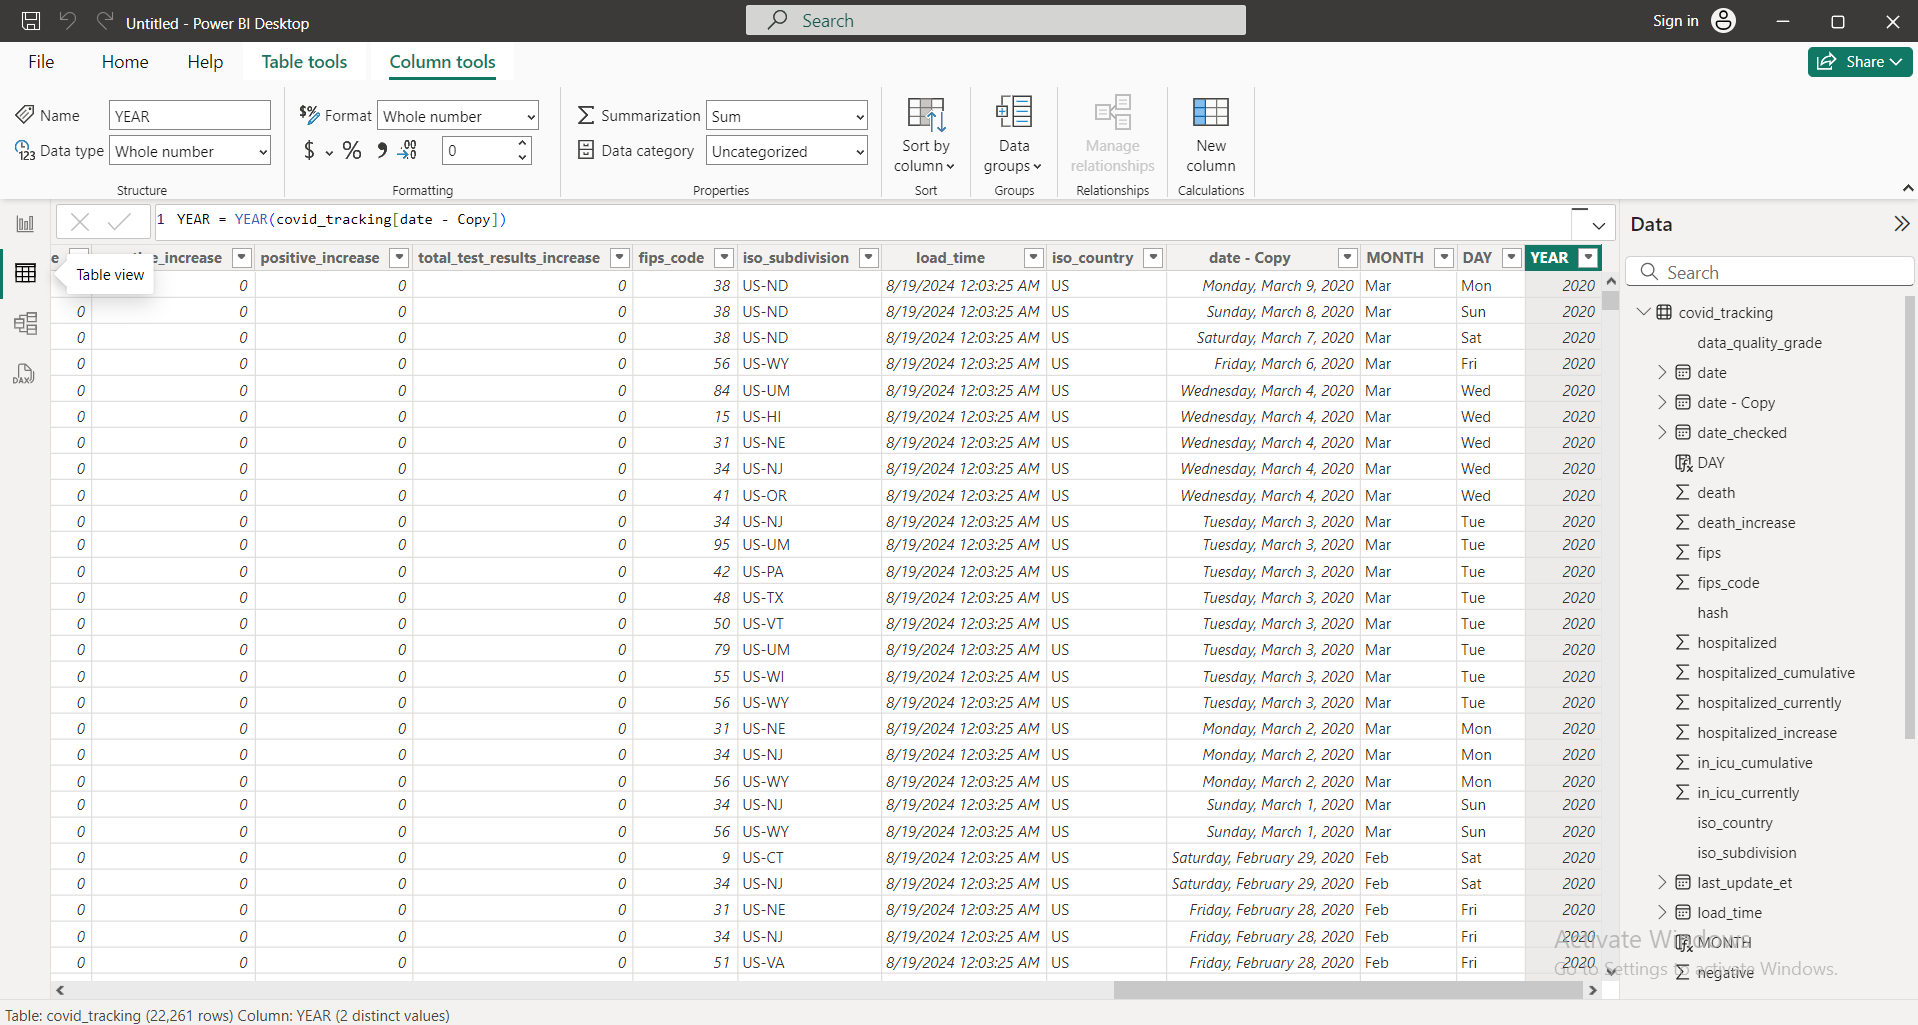 Untitled - Power BI Desktop
Search
Sign in
File Home Help Table tools Column tools
Share
Name YEAR
Data type Whole number
Structure
Format Whole number
$ % 0
Formatting
Summarization Sum
Data category Uncategorized
Properties
Sort by
column
Sort
Data
groups
Groups
Manage
relationships
Relationships
New
column
Calculations
1 YEAR = YEAR(covid_tracking[date - Copy])
Table view
e e_increase positive_increase total_test_results_increase fips_code iso_subdivision load_time iso_country date - Copy MONTH DAY YEAR
0 0 0 38 US-ND 8/19/2024 12:03:25 AM US Monday, March 9, 2020 Mar Mon 2020
0 0 0 0 38 US-ND 8/19/2024 12:03:25 AM US Sunday, March 8, 2020 Mar Sun 2020
0 0 0 0 38 US-ND 8/19/2024 12:03:25 AM US Saturday, March 7, 2020 Mar Sat 2020
0 0 0 0 56 US-WY 8/19/2024 12:03:25 AM US Friday, March 6, 2020 Mar Fri 2020
0 0 0 0 84 US-UM 8/19/2024 12:03:25 AM US Wednesday, March 4, 2020 Mar Wed 2020
0 0 0 0 15 US-HI 8/19/2024 12:03:25 AM US Wednesday, March 4, 2020 Mar Wed 2020
0 0 0 0 31 US-NE 8/19/2024 12:03:25 AM US Wednesday, March 4, 2020 Mar Wed 2020
0 0 0 0 34 US-NJ 8/19/2024 12:03:25 AM US Wednesday, March 4, 2020 Mar Wed 2020
0 0 0 0 41 US-OR 8/19/2024 12:03:25 AM US Wednesday, March 4, 2020 Mar Wed 2020
0 0 0 0 34 US-NJ 8/19/2024 12:03:25 AM US Tuesday, March 3, 2020 Mar Tue 2020
0 0 0 0 95 US-UM 8/19/2024 12:03:25 AM US Tuesday, March 3, 2020 Mar Tue 2020
0 0 0 0 42 US-PA 8/19/2024 12:03:25 AM US Tuesday, March 3, 2020 Mar Tue 2020
0 0 0 0 48 US-TX 8/19/2024 12:03:25 AM US Tuesday, March 3, 2020 Mar Tue 2020
0 0 0 0 50 US-VT 8/19/2024 12:03:25 AM US Tuesday, March 3, 2020 Mar Tue 2020
0 0 0 0 79 US-UM 8/19/2024 12:03:25 AM US Tuesday, March 3, 2020 Mar Tue 2020
0 0 0 0 55 US-WI 8/19/2024 12:03:25 AM US Tuesday, March 3, 2020 Mar Tue 2020
0 0 0 0 56 US-WY 8/19/2024 12:03:25 AM US Tuesday, March 3, 2020 Mar Tue 2020
0 0 0 0 31 US-NE 8/19/2024 12:03:25 AM US Monday, March 2, 2020 Mar Mon 2020
0 0 0 0 34 US-NJ 8/19/2024 12:03:25 AM US Monday, March 2, 2020 Mar Mon 2020
0 0 0 0 56 US-WY 8/19/2024 12:03:25 AM US Monday, March 2, 2020 Mar Mon 2020
0 0 0 0 34 US-NJ 8/19/2024 12:03:25 AM US Sunday, March 1, 2020 Mar Sun 2020
0 0 0 0 56 US-WY 8/19/2024 12:03:25 AM US Sunday, March 1, 2020 Mar Sun 2020
0 0 0 0 9 US-CT 8/19/2024 12:03:25 AM US Saturday, February 29, 2020 Feb Sat 2020
0 0 0 0 34 US-NJ 8/19/2024 12:03:25 AM US Saturday, February 29, 2020 Feb Sat 2020
0 0 0 0 31 US-NE 8/19/2024 12:03:25 AM US Friday, February 28, 2020 Feb Fri 2020
0 0 0 0 34 US-NJ 8/19/2024 12:03:25 AM US Friday, February 28, 2020 Feb Fri 2020
0 0 0 0 51 US-VA 8/19/2024 12:03:25 AM US Friday, February 28, 2020 Feb Fri 2020
Data
Search
covid_tracking
data_quality_grade
date
date - Copy
date_checked
DAY
death
death_increase
fips
fips_code
hash
hospitalized
hospitalized_cumulative
hospitalized_currently
hospitalized_increase
in_icu_cumulative
in_icu_currently
iso_country
iso_subdivision
last_update_et
load_time
MONTH
negative
Activate Windows
Go to Settings to activate Windows.
Table: covid_tracking (22,261 rows) Column: YEAR (2 distinct values)